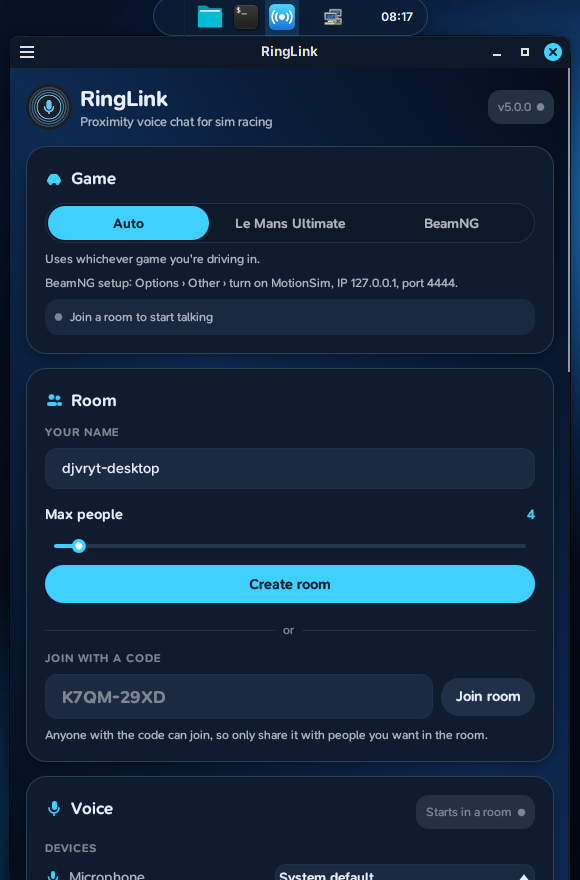 08:17
RingLink
RingLink
Proximity voice chat for sim racing
v5.0.0
Game
Auto
Le Mans Ultimate
BeamNG
Uses whichever game you're driving in.
BeamNG setup: Options › Other › turn on MotionSim, IP 127.0.0.1, port 4444.
Join a room to start talking
Room
YOUR NAME
djvryt-desktop
Max people
4
Create room
or
JOIN WITH A CODE
K7QM-29XD
Join room
Anyone with the code can join, so only share it with people you want in the room.
Voice
Starts in a room
DEVICES
Microphone
System default